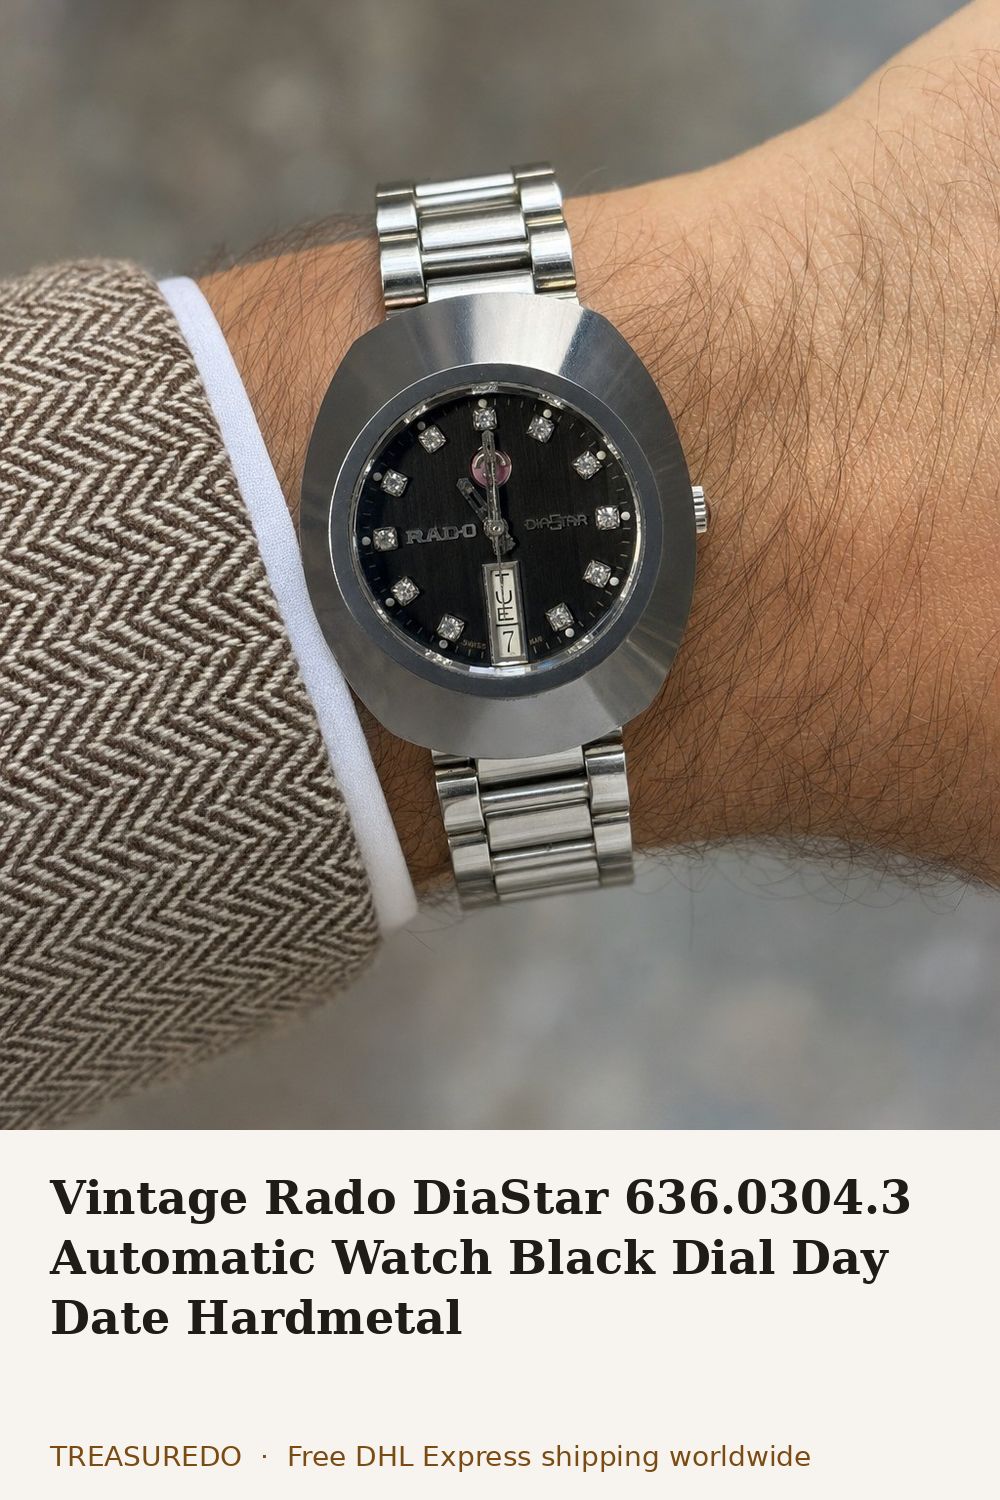 RADO
DIASTAR
TUE
7
SWISS
Vintage Rado DiaStar 636.0304.3
Automatic Watch Black Dial Day
Date Hardmetal
TREASUREDO · Free DHL Express shipping worldwide